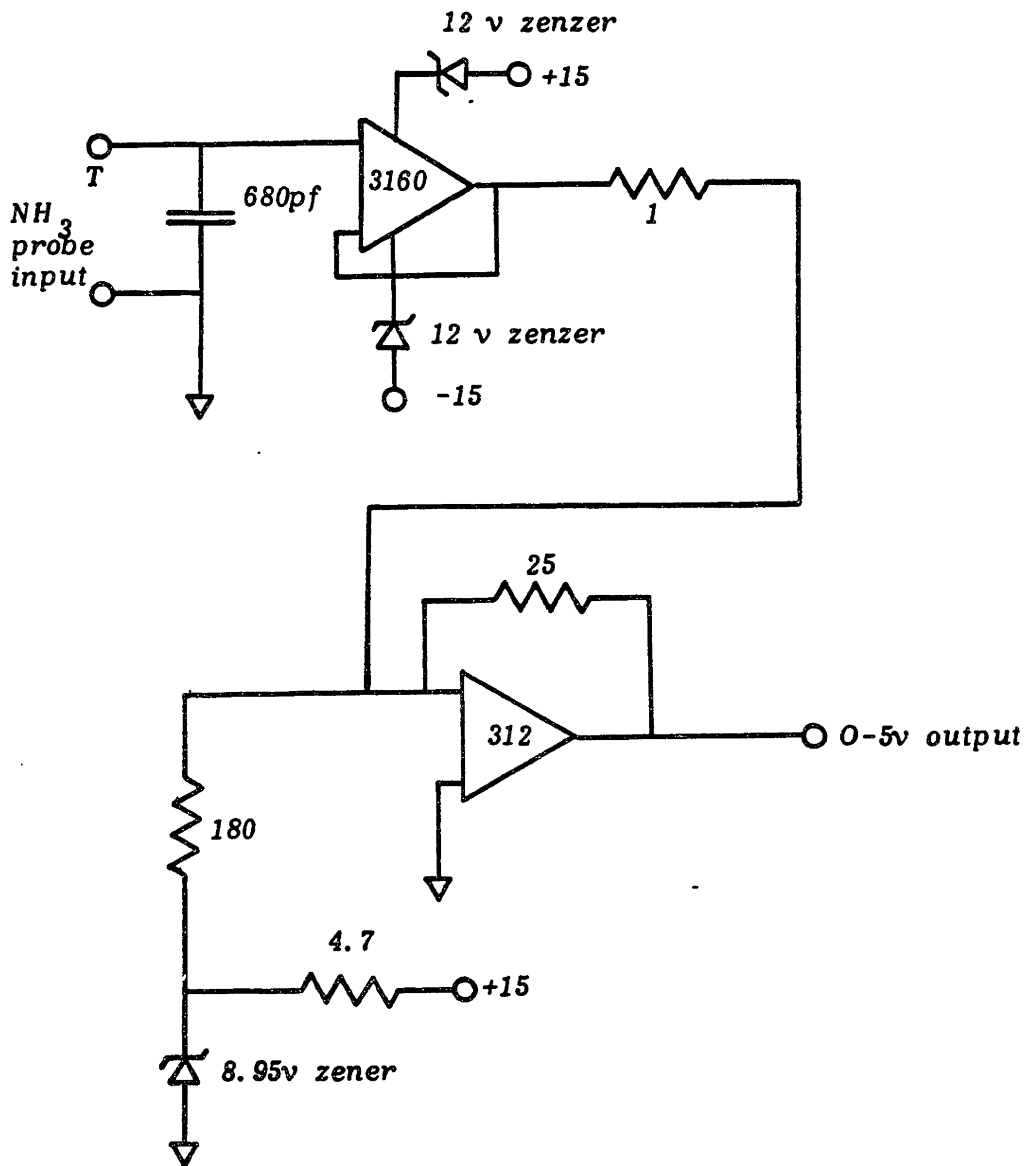 12 v zenzer
+15
T
3160
680pf
1
NH3
probe
input
12 v zenzer
-15
25
312
0-5v output
180
4.7
+15
8.95v zener